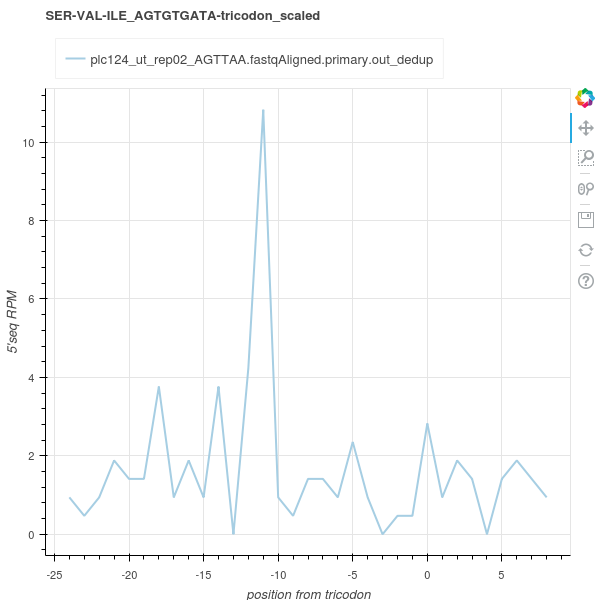 SER-VAL-ILE_AGTGTGATA-tricodon_scaled
plc124_ut_rep02_AGTTAA.fastqAligned.primary.out_dedup
10
8
6
4
2
0
5'seq RPM
-25 -20 -15 -10 -5 0 5
position from tricodon